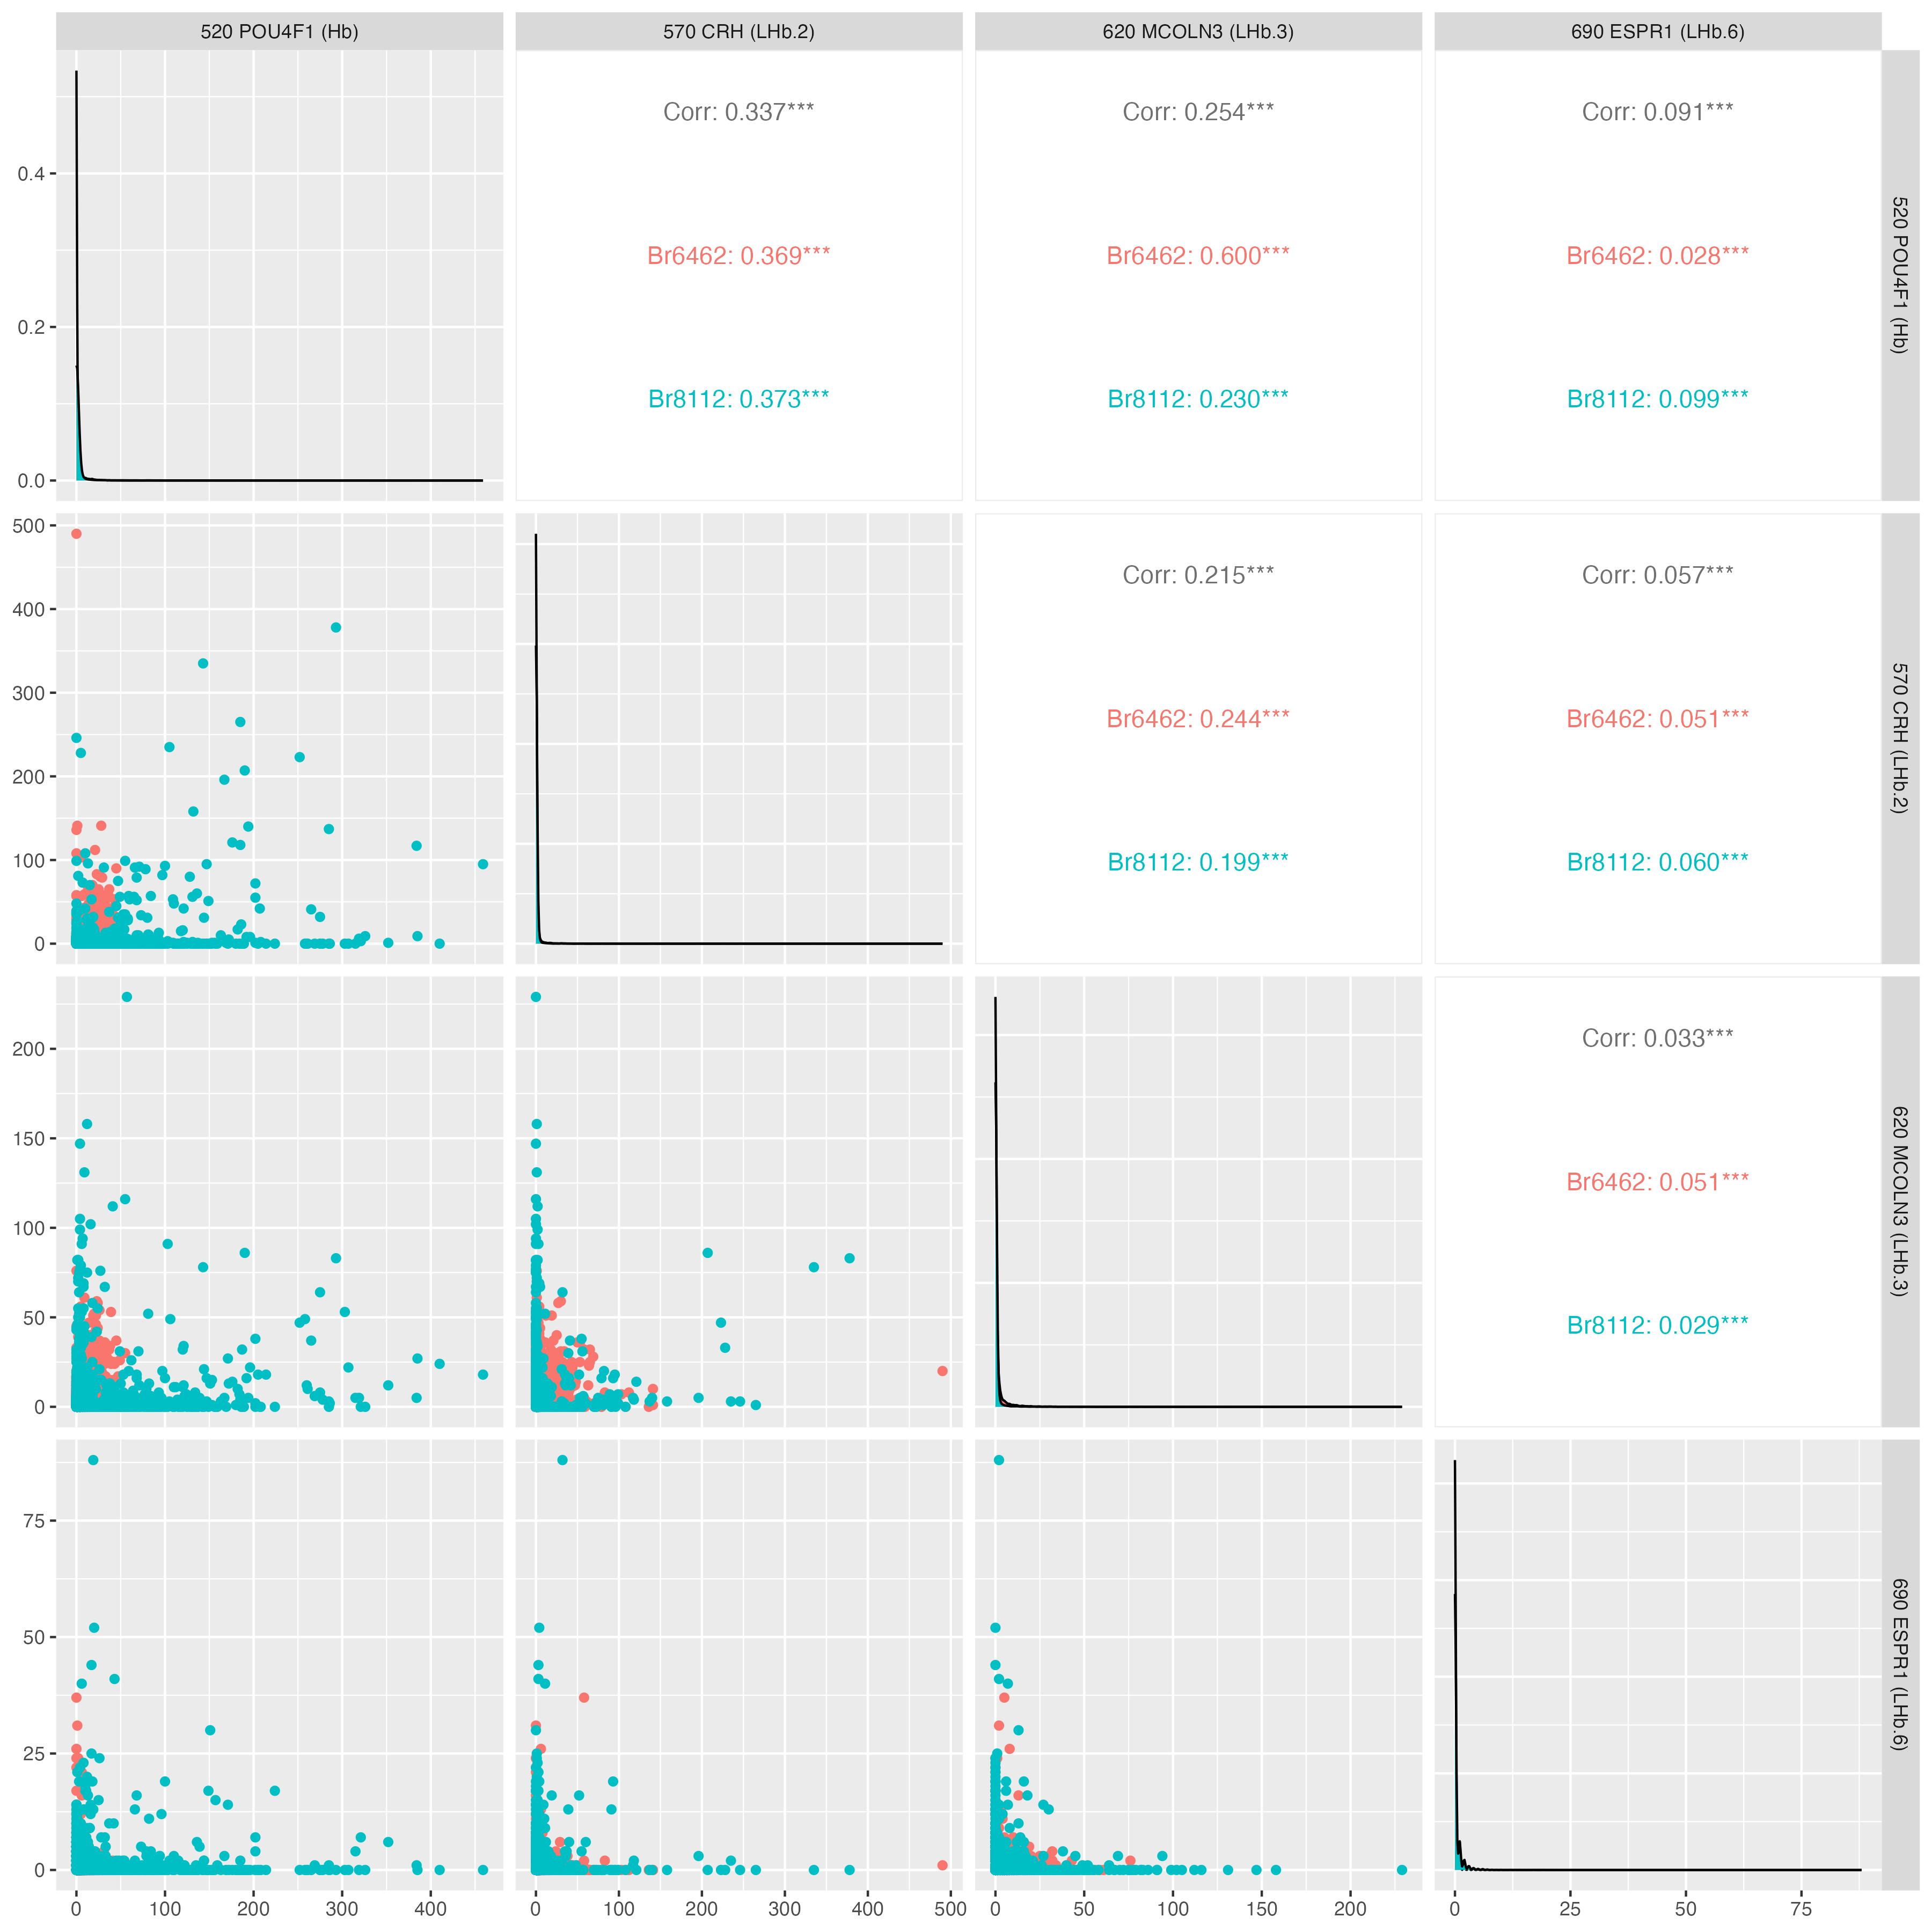 520 POU4F1 (Hb)
570 CRH (LHb.2)
620 MCOLN3 (LHb.3)
690 ESPR1 (LHb.6)
0.4
0.2
0.0
Corr: 0.337***
Br6462: 0.369***
Br8112: 0.373***
Corr: 0.254***
Br6462: 0.600***
Br8112: 0.230***
Corr: 0.091***
Br6462: 0.028***
Br8112: 0.099***
520 POU4F1 (Hb)
500
400
300
200
100
0
Corr: 0.215***
Br6462: 0.244***
Br8112: 0.199***
Corr: 0.057***
Br6462: 0.051***
Br8112: 0.060***
570 CRH (LHb.2)
200
150
100
50
0
Corr: 0.033***
Br6462: 0.051***
Br8112: 0.029***
620 MCOLN3 (LHb.3)
75
50
25
0
690 ESPR1 (LHb.6)
0 100 200 300 400
0 100 200 300 400 500
0 50 100 150 200
0 25 50 75